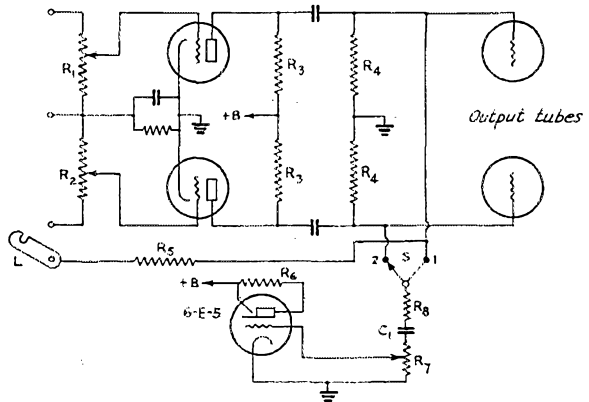 R1
R2
R3
R3
R4
R4
+B
Output tubes
L
R5
2
S
1
+B
R6
6-E-5
R8
C1
R7